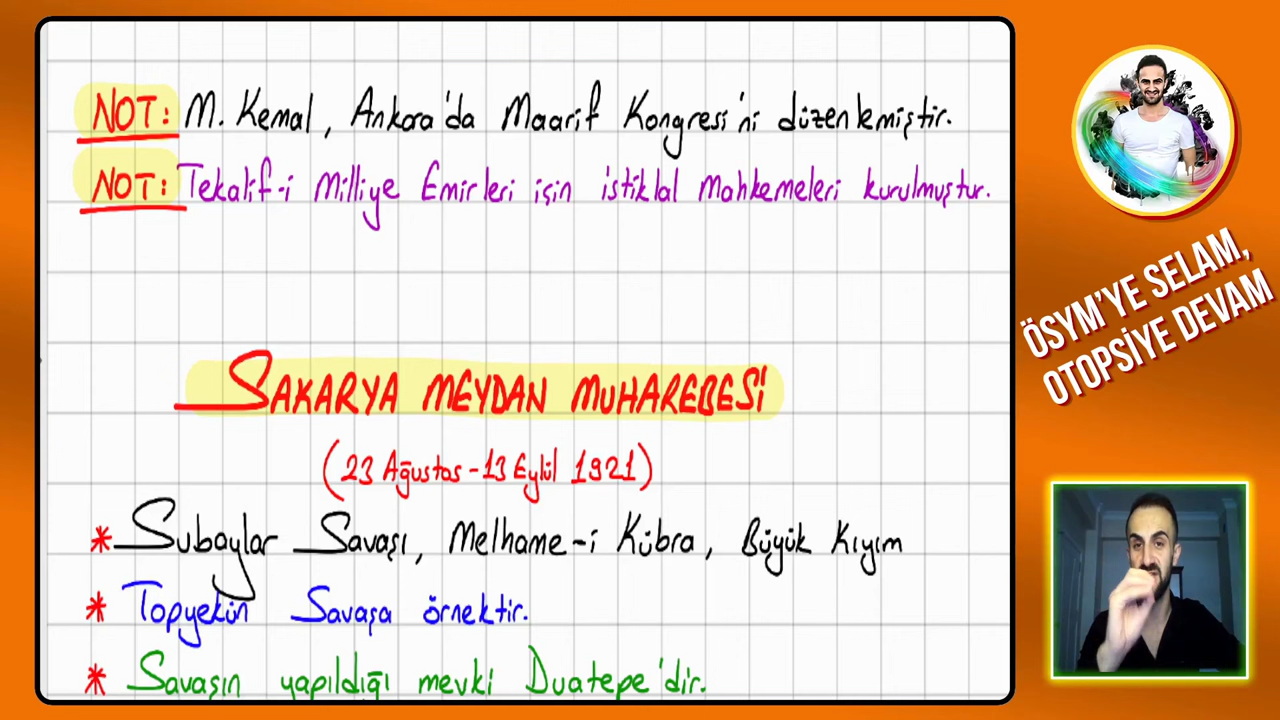 NOT: M. Kemal, Ankara'da Maarif Kongresi'ni düzenlemiştir.
NOT: Tekalif-i Milliye Emirleri için istiklal Mahkemeleri kurulmuştur.
SAKARYA MEYDAN MUHAREBESİ
(23 Ağustos - 13 Eylül 1921)
* Subaylar Savaşı, Melhame-i Kübra, Büyük Kıyım
* Topyekün Savaşa örnektir.
* Savaşın yapıldığı mevki Duatepe'dir.
ÖSYM'YE SELAM,
OTOPSİYE DEVAM